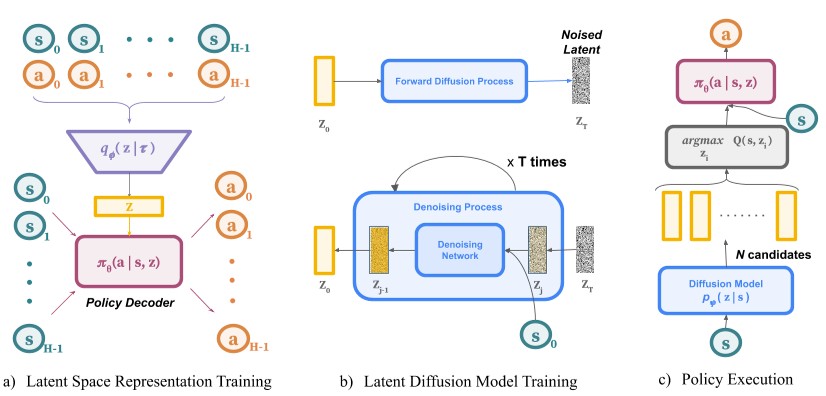 s0 s1 · · · sH-1
a0 a1 · · · aH-1
qφ(z|τ)
z
s0
s1
sH-1
πθ(a|s, z)
Policy Decoder
a0
a1
aH-1
a) Latent Space Representation Training
Noised
Latent
Forward Diffusion Process
Z0
ZT
x T times
Denoising Process
Denoising
Network
Z0
Zj-1
Zj
ZT
s0
b) Latent Diffusion Model Training
a
πθ(a|s, z)
s
argmax Q(s, zi)
zi
· · · · · · ·
N candidates
Diffusion Model
pψ(z|s)
s
c) Policy Execution